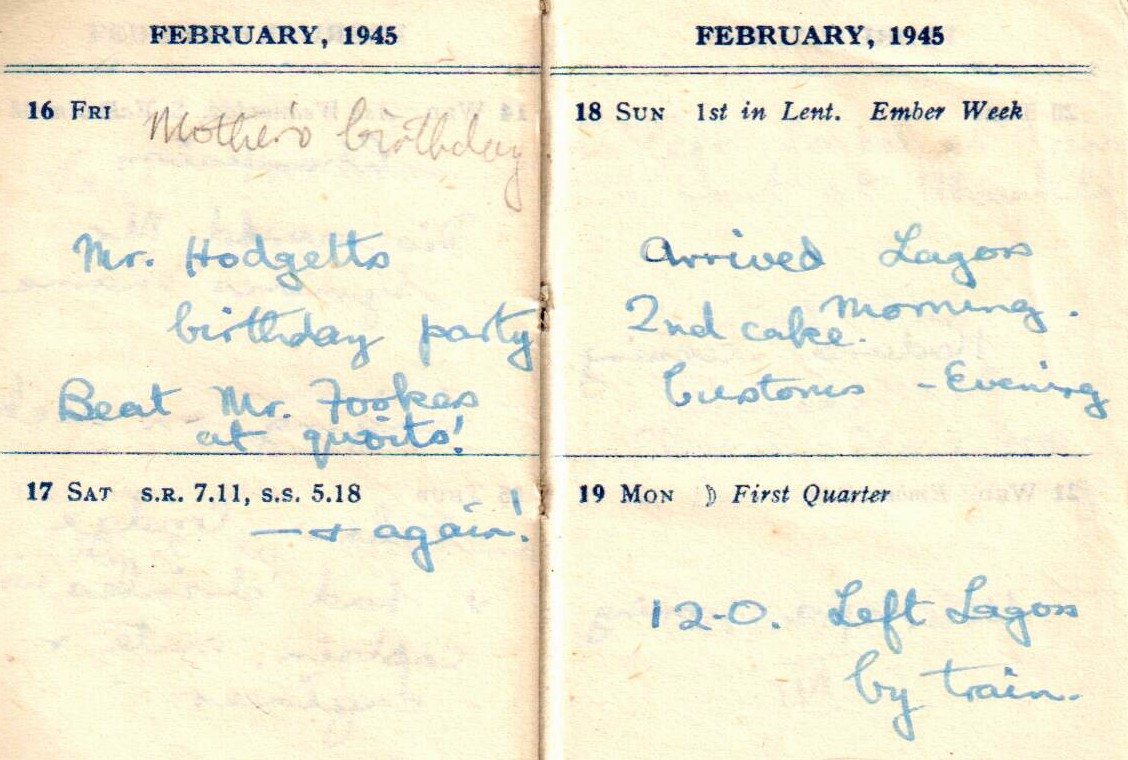 FEBRUARY, 1945
16 FRI Mother's birthday
Mr. Hodgetts
birthday party
Beat Mr. Fookes
at quoits!
17 SAT S.R. 7.11, S.S. 5.18
— & again!
FEBRUARY, 1945
18 SUN 1st in Lent. Ember Week
Arrived Lagos
Morning.
2nd cake.
Customs - Evening
19 MON ☽ First Quarter
12-0. Left Lagos
by train.